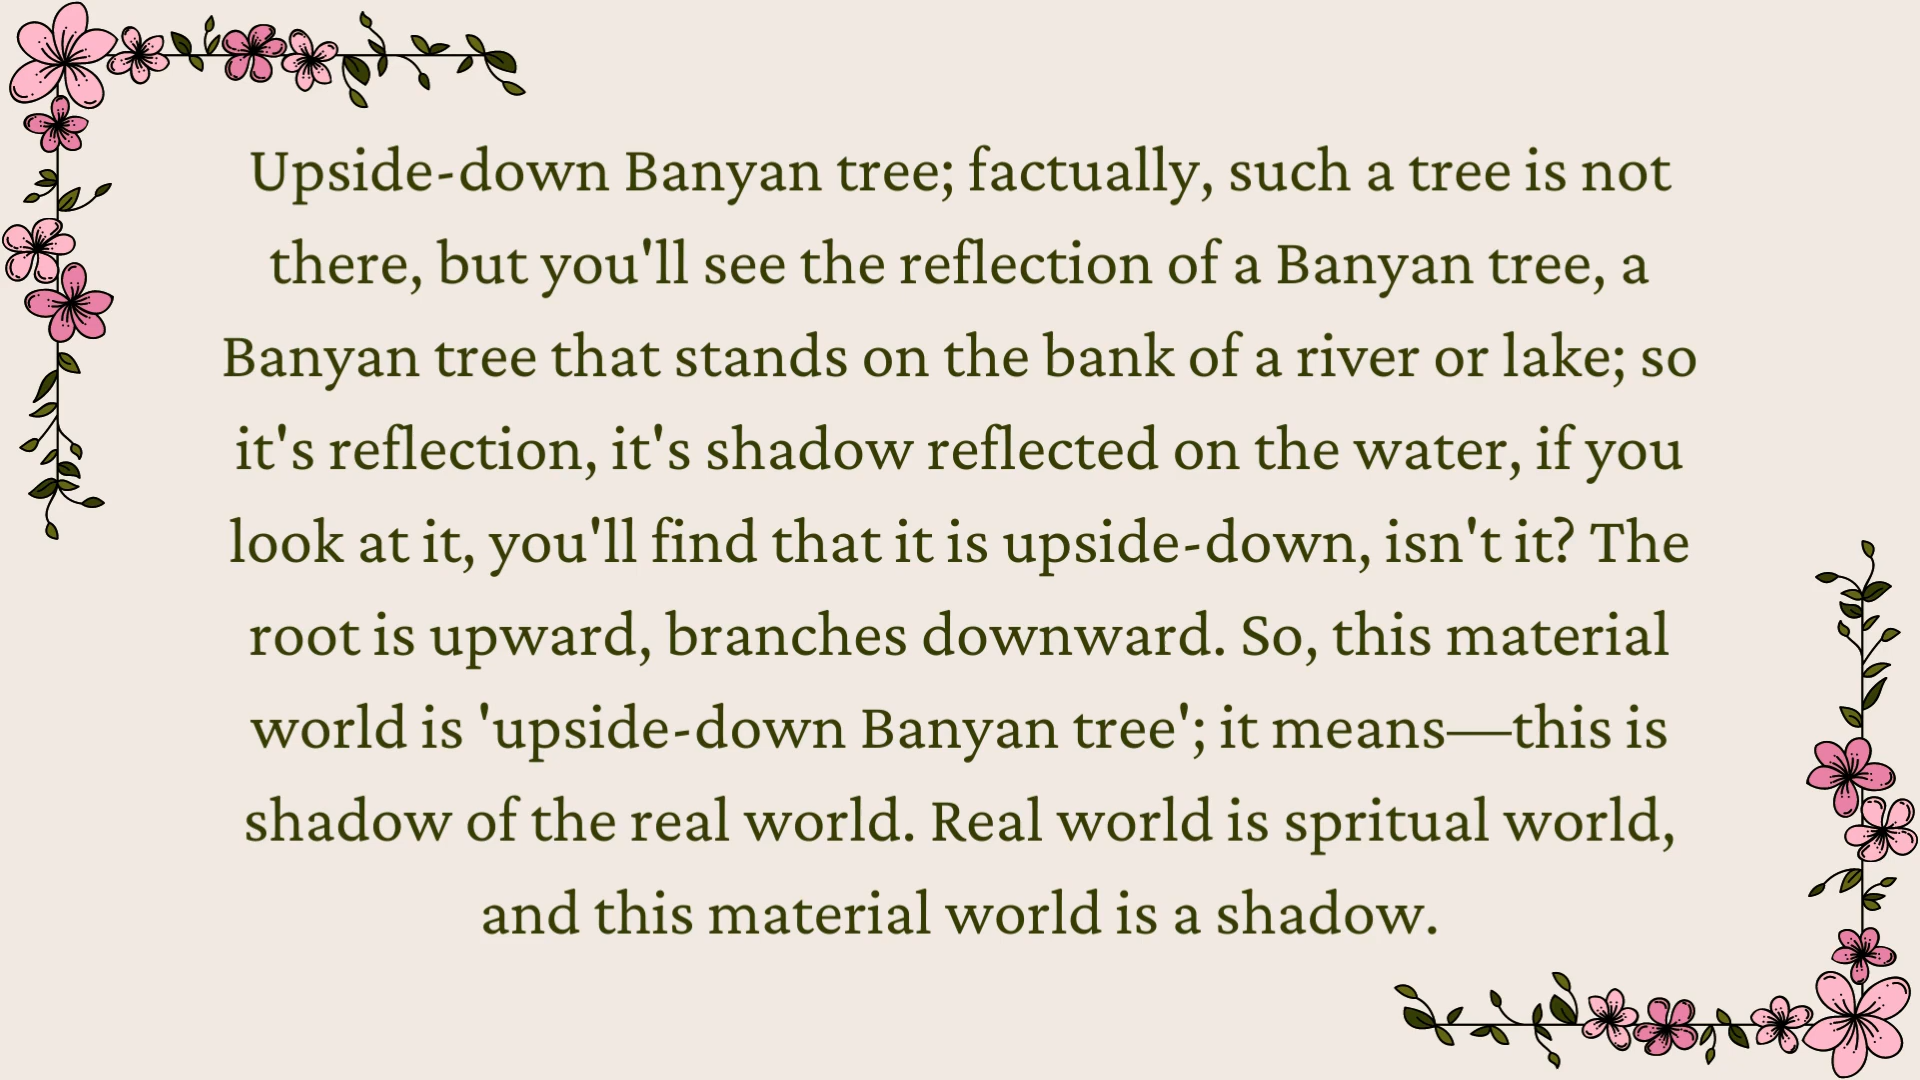 Upside-down Banyan tree; factually, such a tree is not
there, but you'll see the reflection of a Banyan tree, a
Banyan tree that stands on the bank of a river or lake; so
it's reflection, it's shadow reflected on the water, if you
look at it, you'll find that it is upside-down, isn't it? The
root is upward, branches downward. So, this material
world is 'upside-down Banyan tree'; it means—this is
shadow of the real world. Real world is spritual world,
and this material world is a shadow.